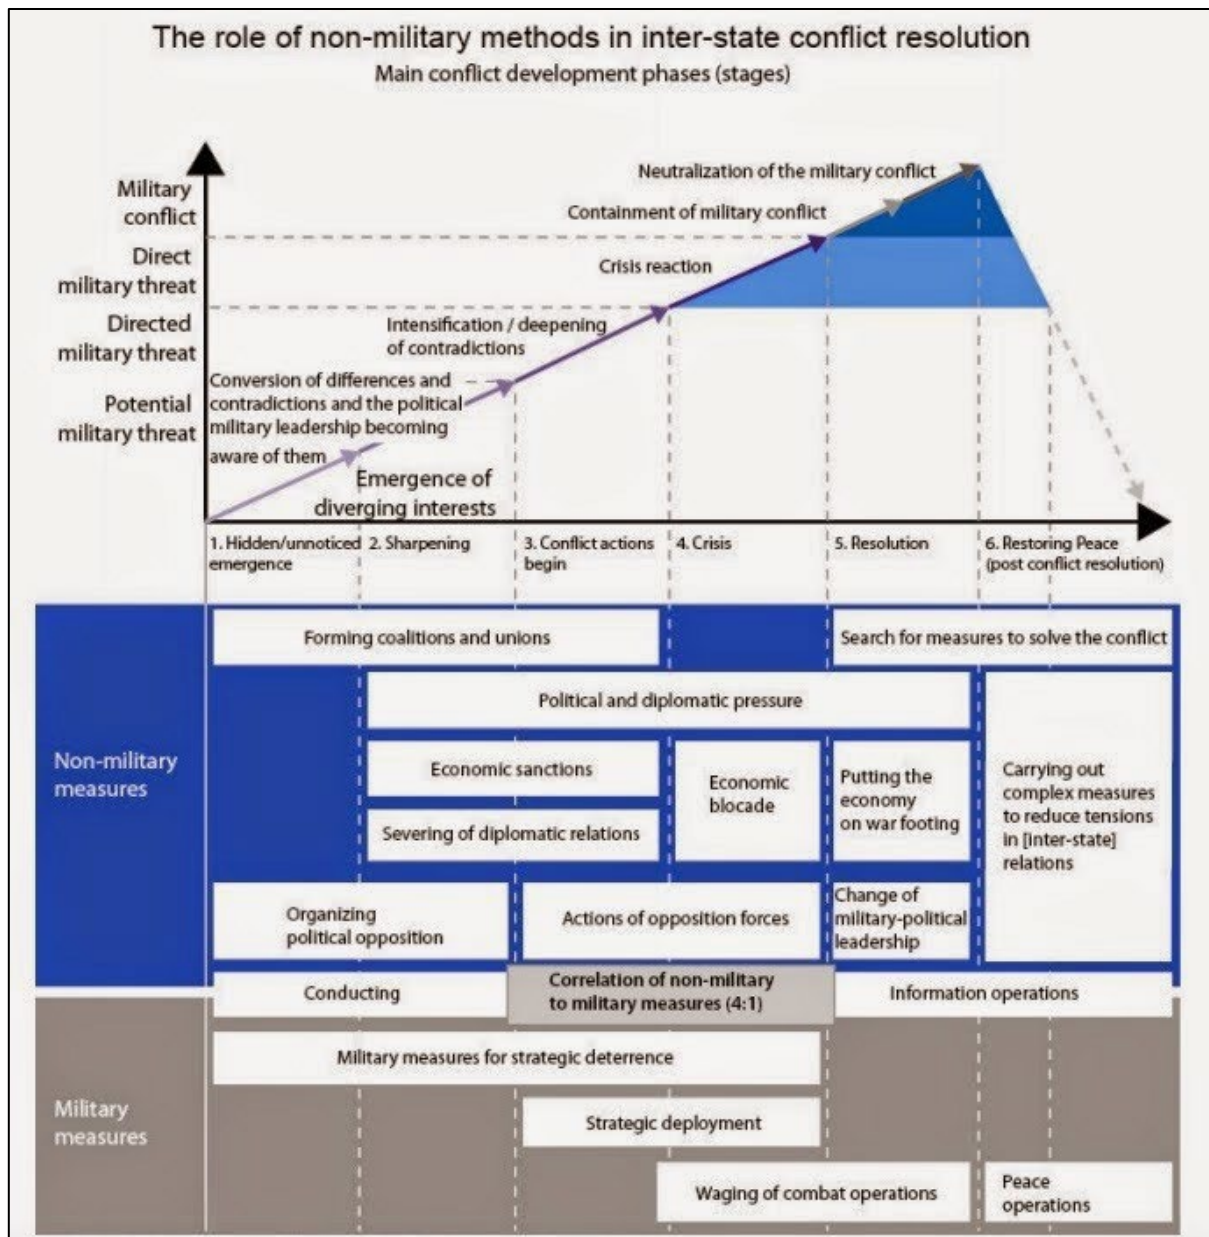 The role of non-military methods in inter-state conflict resolution
Main conflict development phases (stages)
Military
conflict
Direct
military threat
Directed
military threat
Potential
military threat
Neutralization of the military conflict
Containment of military conflict
Crisis reaction
Intensification / deepening
of contradictions
Conversion of differences and
contradictions and the political
military leadership becoming
aware of them
Emergence of
diverging interests
1. Hidden/unnoticed
emergence
2. Sharpening
3. Conflict actions
begin
4. Crisis
5. Resolution
6. Restoring Peace
(post conflict resolution)
Non-military
measures
Forming coalitions and unions
Search for measures to solve the conflict
Political and diplomatic pressure
Economic sanctions
Severing of diplomatic relations
Economic
blocade
Putting the
economy
on war footing
Carrying out
complex measures
to reduce tensions
in [inter-state]
relations
Organizing
political opposition
Actions of opposition forces
Change of
military-political
leadership
Conducting
Correlation of non-military
to military measures (4:1)
Information operations
Military
measures
Military measures for strategic deterrence
Strategic deployment
Waging of combat operations
Peace
operations